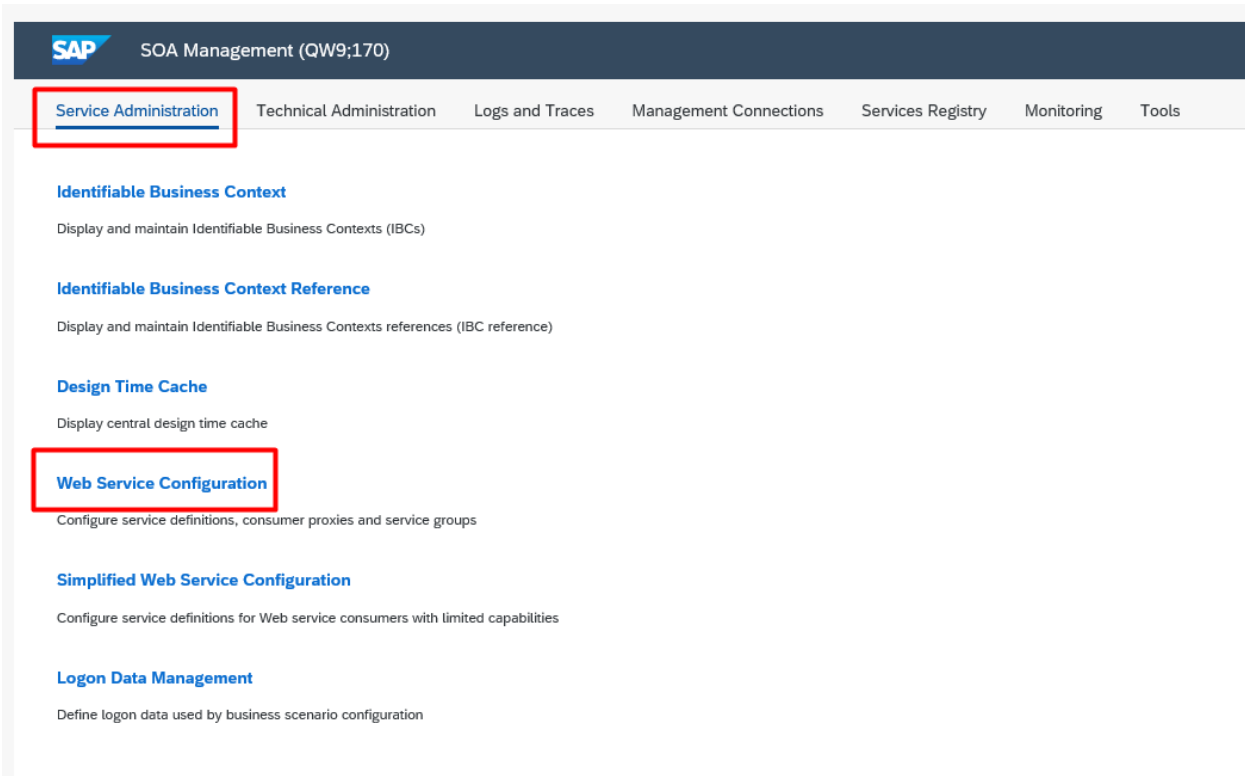 SAP SOA Management (QW9;170)
Service Administration Technical Administration Logs and Traces Management Connections Services Registry Monitoring Tools
Identifiable Business Context
Display and maintain Identifiable Business Contexts (IBCs)
Identifiable Business Context Reference
Display and maintain Identifiable Business Contexts references (IBC reference)
Design Time Cache
Display central design time cache
Web Service Configuration
Configure service definitions, consumer proxies and service groups
Simplified Web Service Configuration
Configure service definitions for Web service consumers with limited capabilities
Logon Data Management
Define logon data used by business scenario configuration